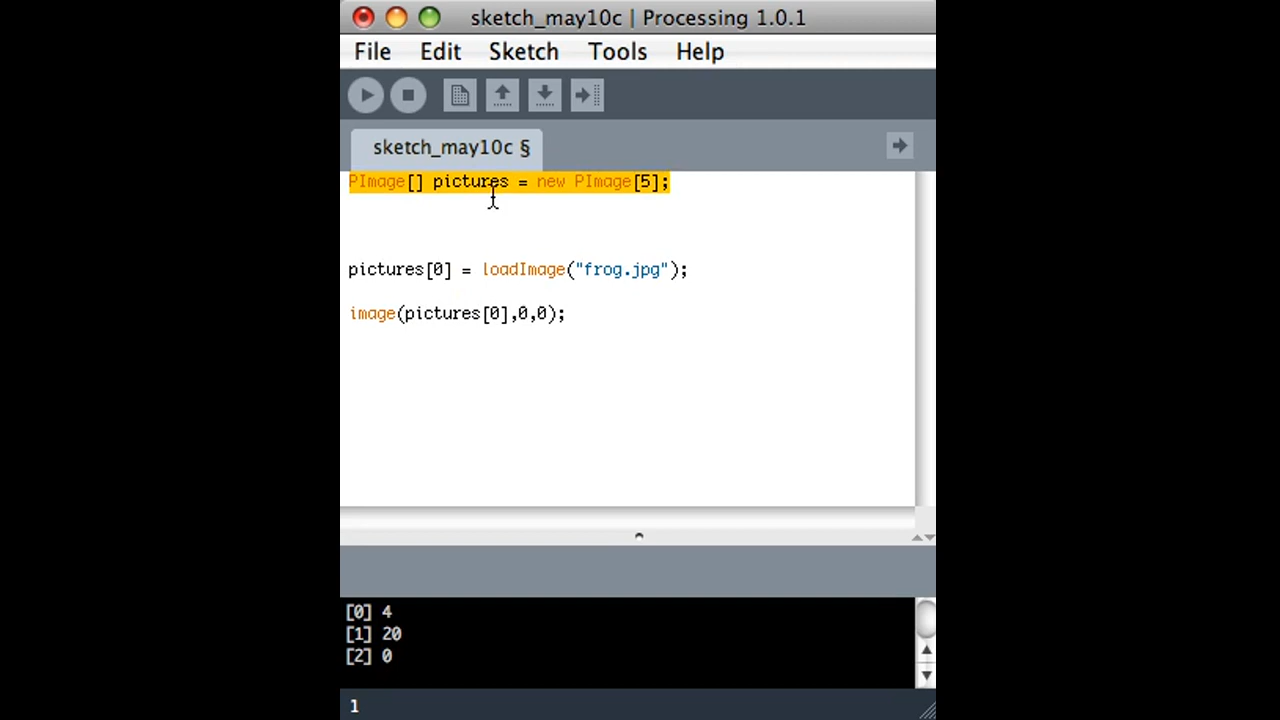 sketch_may10c | Processing 1.0.1
File Edit Sketch Tools Help
sketch_may10c §
PImage[] pictures = new PImage[5];
pictures[0] = loadImage("frog.jpg");
image(pictures[0],0,0);
[0] 4
[1] 20
[2] 0
1